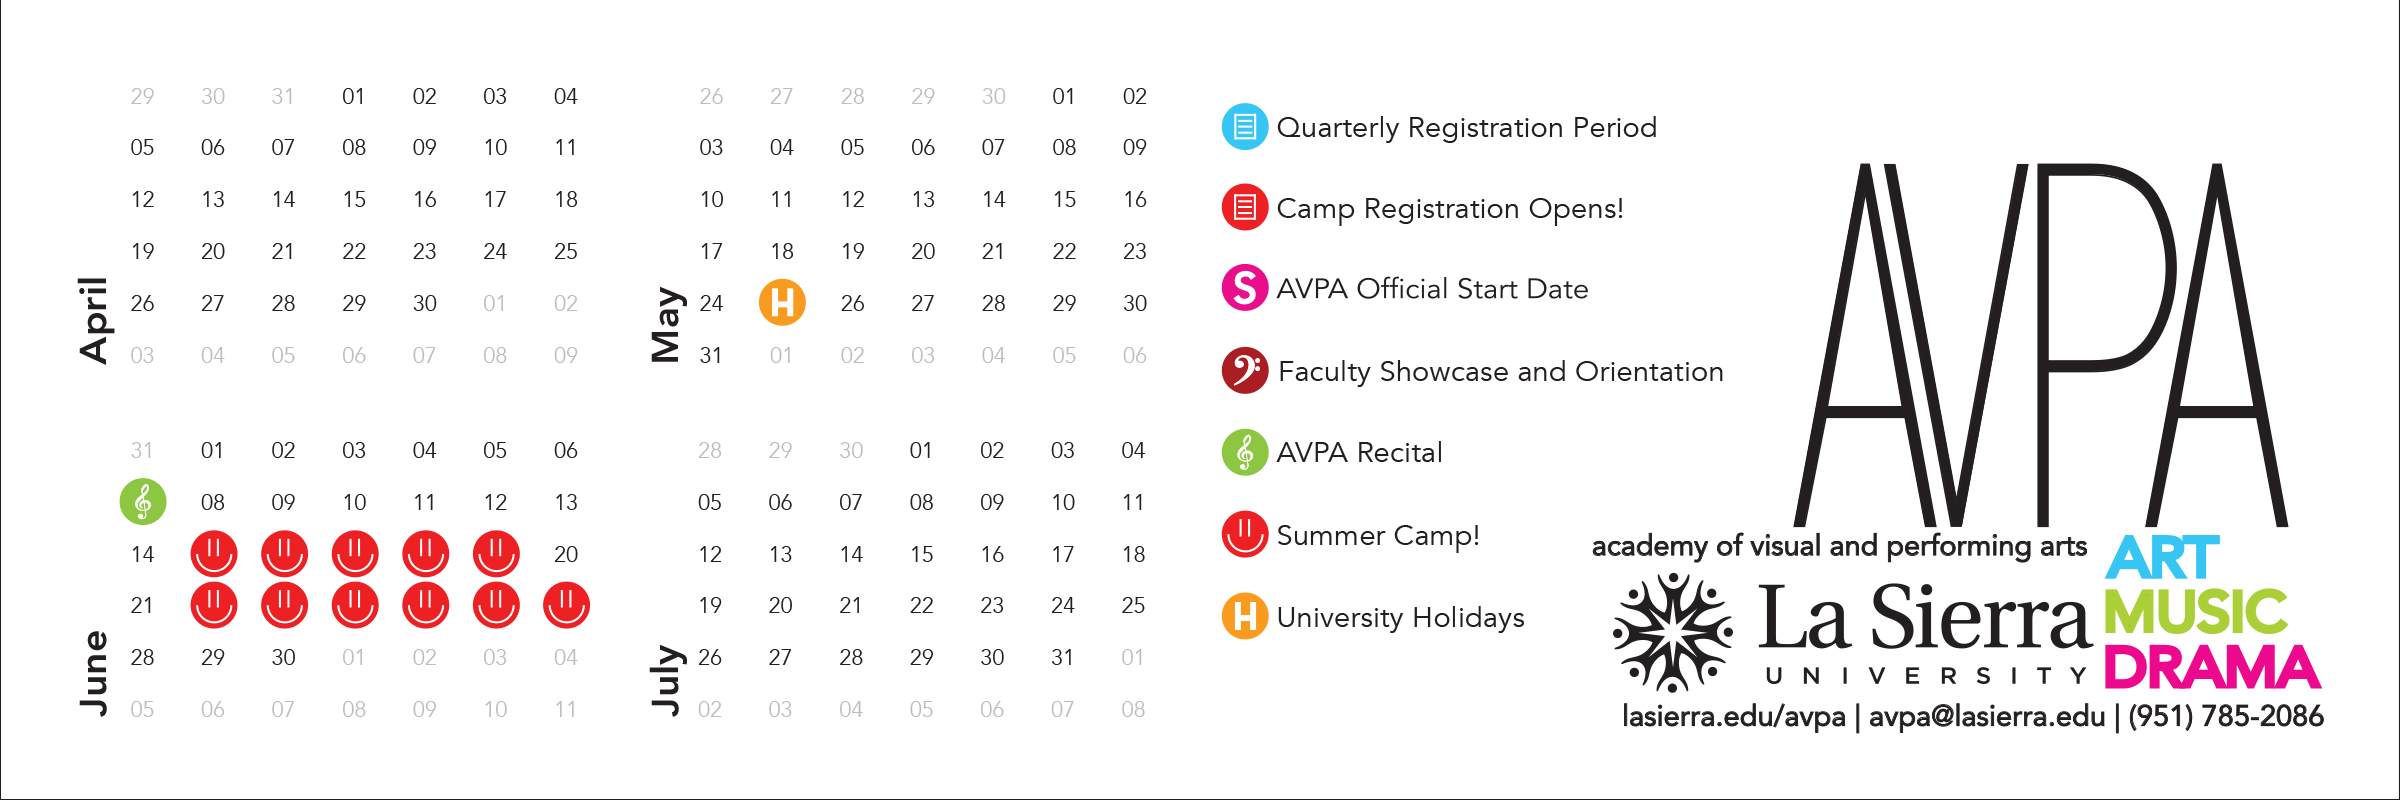 April
29 30 31 01 02 03 04
05 06 07 08 09 10 11
12 13 14 15 16 17 18
19 20 21 22 23 24 25
26 27 28 29 30 01 02
03 04 05 06 07 08 09
May
26 27 28 29 30 01 02
03 04 05 06 07 08 09
10 11 12 13 14 15 16
17 18 19 20 21 22 23
24 H 26 27 28 29 30
31 01 02 03 04 05 06
June
31 01 02 03 04 05 06
08 09 10 11 12 13
14 20
21
28 29 30 01 02 03 04
05 06 07 08 09 10 11
July
28 29 30 01 02 03 04
05 06 07 08 09 10 11
12 13 14 15 16 17 18
19 20 21 22 23 24 25
26 27 28 29 30 31 01
02 03 04 05 06 07 08
Quarterly Registration Period
Camp Registration Opens!
S AVPA Official Start Date
Faculty Showcase and Orientation
AVPA Recital
Summer Camp!
H University Holidays
AVPA
academy of visual and performing arts
La Sierra
UNIVERSITY
ART
MUSIC
DRAMA
lasierra.edu/avpa | avpa@lasierra.edu | (951) 785-2086